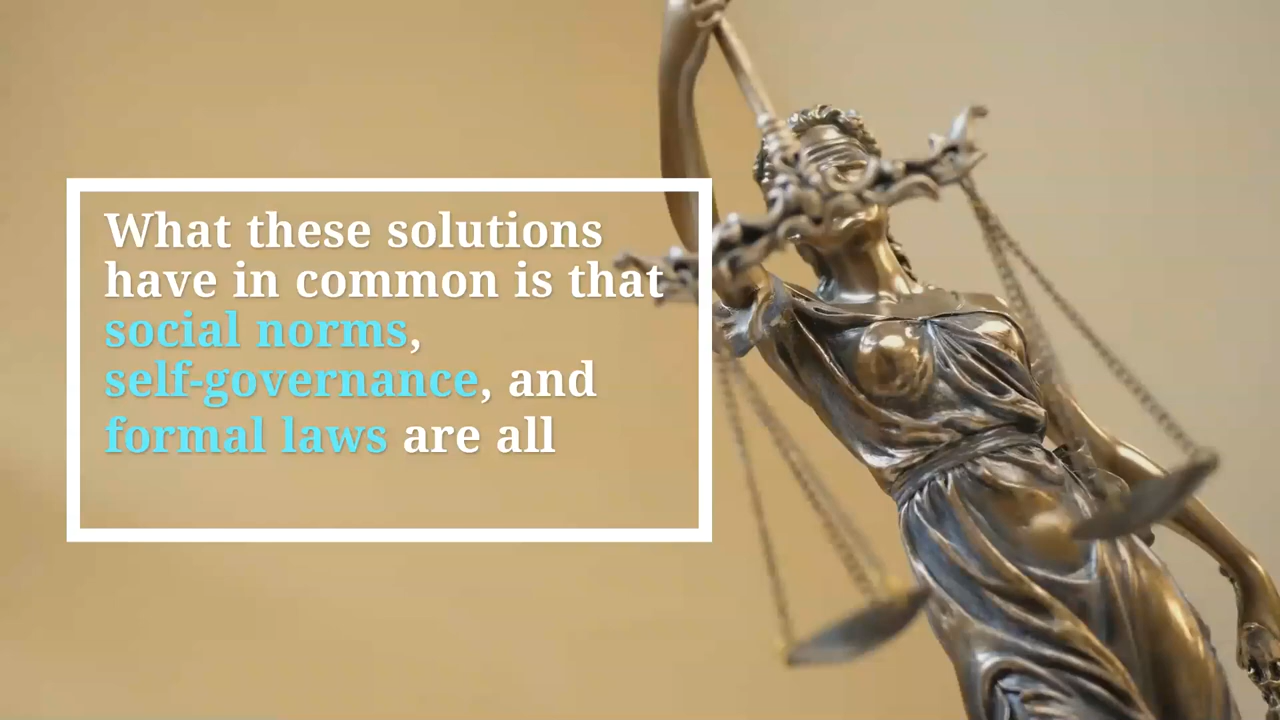 What these solutions
have in common is that
social norms,
self-governance, and
formal laws are all